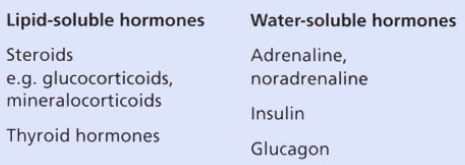 Lipid-soluble hormones
Steroids
e.g. glucocorticoids,
mineralocorticoids
Thyroid hormones
Water-soluble hormones
Adrenaline,
noradrenaline
Insulin
Glucagon